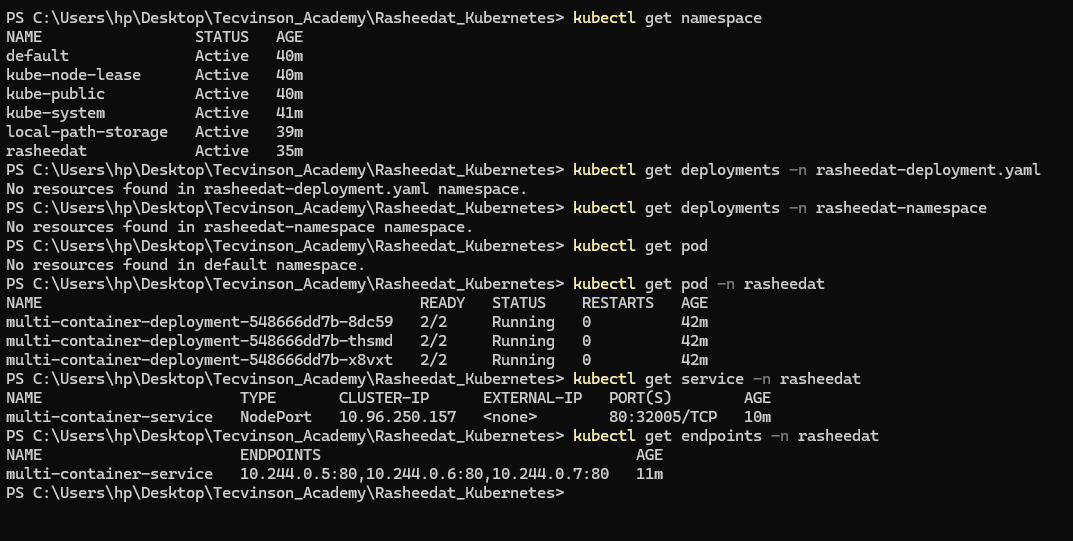 PS C:\Users\hp\Desktop\Tecvinson_Academy\Rasheedat_Kubernetes> kubectl get namespace
NAME                 STATUS   AGE
default              Active   40m
kube-node-lease      Active   40m
kube-public          Active   40m
kube-system          Active   41m
local-path-storage   Active   39m
rasheedat            Active   35m
PS C:\Users\hp\Desktop\Tecvinson_Academy\Rasheedat_Kubernetes> kubectl get deployments -n rasheedat-deployment.yaml
No resources found in rasheedat-deployment.yaml namespace.
PS C:\Users\hp\Desktop\Tecvinson_Academy\Rasheedat_Kubernetes> kubectl get deployments -n rasheedat-namespace
No resources found in rasheedat-namespace namespace.
PS C:\Users\hp\Desktop\Tecvinson_Academy\Rasheedat_Kubernetes> kubectl get pod
No resources found in default namespace.
PS C:\Users\hp\Desktop\Tecvinson_Academy\Rasheedat_Kubernetes> kubectl get pod -n rasheedat
NAME                                          READY   STATUS    RESTARTS   AGE
multi-container-deployment-548666dd7b-8dc59   2/2     Running   0          42m
multi-container-deployment-548666dd7b-thsmd   2/2     Running   0          42m
multi-container-deployment-548666dd7b-x8vxt   2/2     Running   0          42m
PS C:\Users\hp\Desktop\Tecvinson_Academy\Rasheedat_Kubernetes> kubectl get service -n rasheedat
NAME                      TYPE       CLUSTER-IP      EXTERNAL-IP   PORT(S)        AGE
multi-container-service   NodePort   10.96.250.157   <none>        80:32005/TCP   10m
PS C:\Users\hp\Desktop\Tecvinson_Academy\Rasheedat_Kubernetes> kubectl get endpoints -n rasheedat
NAME                      ENDPOINTS                                   AGE
multi-container-service   10.244.0.5:80,10.244.0.6:80,10.244.0.7:80   11m
PS C:\Users\hp\Desktop\Tecvinson_Academy\Rasheedat_Kubernetes>